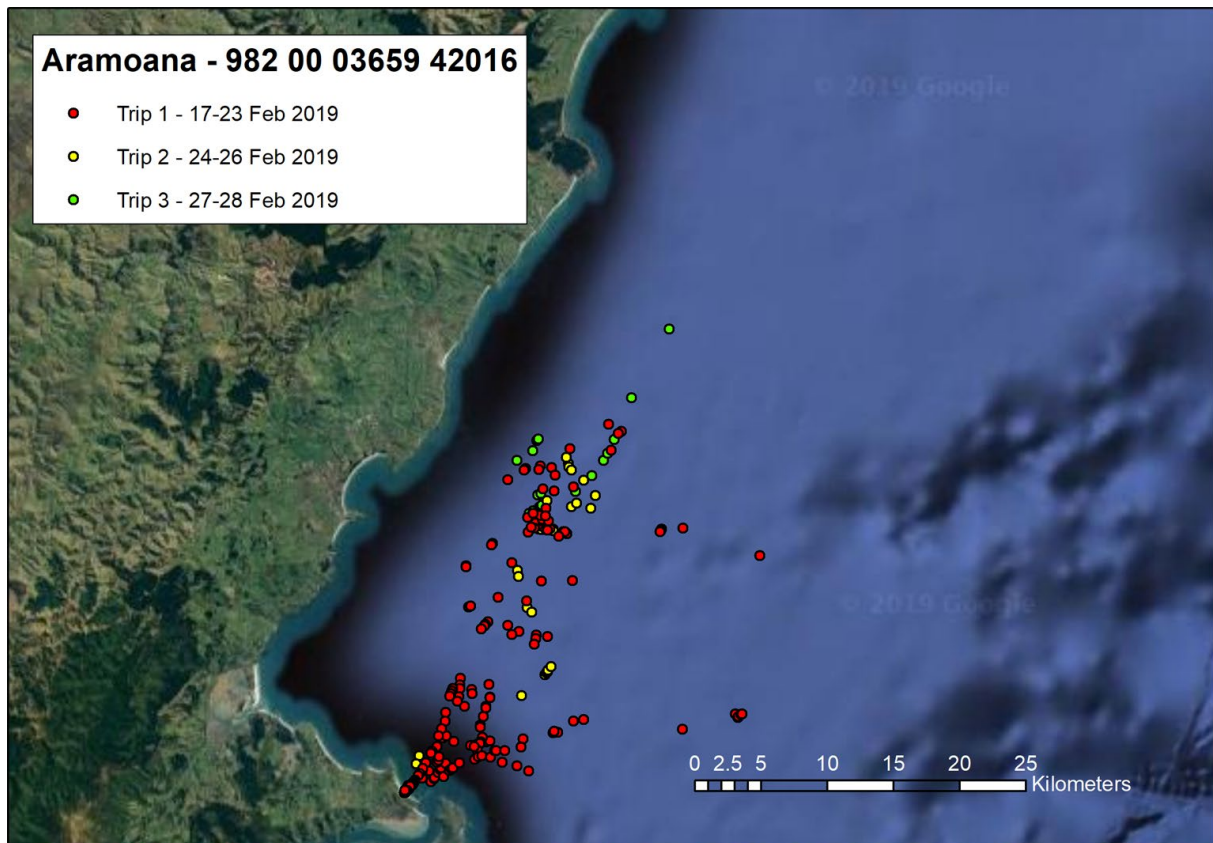 Aramoana - 982 00 03659 42016
Trip 1 - 17-23 Feb 2019
Trip 2 - 24-26 Feb 2019
Trip 3 - 27-28 Feb 2019
© 2019 Google
© 2019 Google
0 2.5 5 10 15 20 25
Kilometers